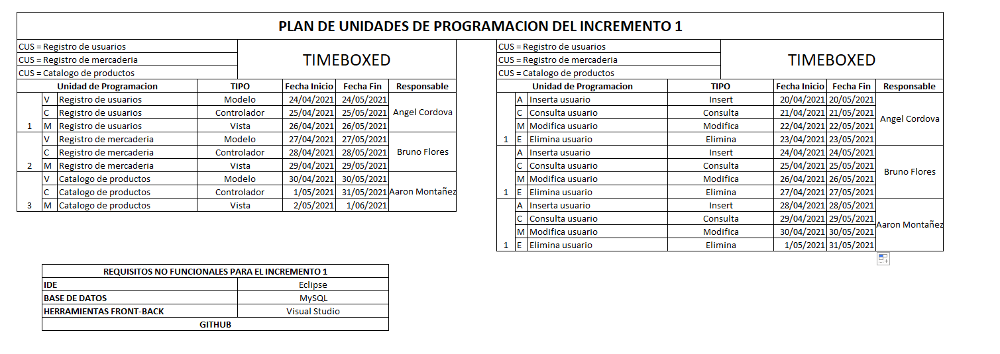 PLAN DE UNIDADES DE PROGRAMACION DEL INCREMENTO 1
CUS = Registro de usuarios
CUS = Registro de mercaderia
CUS = Catalogo de productos
TIMEBOXED
Unidad de Programacion TIPO Fecha Inicio Fecha Fin Responsable
V Registro de usuarios Modelo 24/04/2021 24/05/2021
C Registro de usuarios Controlador 25/04/2021 25/05/2021 Angel Cordova
1 M Registro de usuarios Vista 26/04/2021 26/05/2021
V Registro de mercaderia Modelo 27/04/2021 27/05/2021
C Registro de mercaderia Controlador 28/04/2021 28/05/2021 Bruno Flores
2 M Registro de mercaderia Vista 29/04/2021 29/05/2021
V Catalogo de productos Modelo 30/04/2021 30/05/2021
C Catalogo de productos Controlador 1/05/2021 31/05/2021 Aaron Montañez
3 M Catalogo de productos Vista 2/05/2021 1/06/2021
CUS = Registro de usuarios
CUS = Registro de mercaderia
CUS = Catalogo de productos
TIMEBOXED
Unidad de Programacion TIPO Fecha Inicio Fecha Fin Responsable
A Inserta usuario Insert 20/04/2021 20/05/2021
C Consulta usuario Consulta 21/04/2021 21/05/2021
Angel Cordova
M Modifica usuario Modifica 22/04/2021 22/05/2021
1 E Elimina usuario Elimina 23/04/2021 23/05/2021
A Inserta usuario Insert 24/04/2021 24/05/2021
C Consulta usuario Consulta 25/04/2021 25/05/2021
Bruno Flores
M Modifica usuario Modifica 26/04/2021 26/05/2021
1 E Elimina usuario Elimina 27/04/2021 27/05/2021
A Inserta usuario Insert 28/04/2021 28/05/2021
C Consulta usuario Consulta 29/04/2021 29/05/2021
Aaron Montañez
M Modifica usuario Modifica 30/04/2021 30/05/2021
1 E Elimina usuario Elimina 1/05/2021 31/05/2021
REQUISITOS NO FUNCIONALES PARA EL INCREMENTO 1
IDE Eclipse
BASE DE DATOS MySQL
HERRAMIENTAS FRONT-BACK Visual Studio
GITHUB